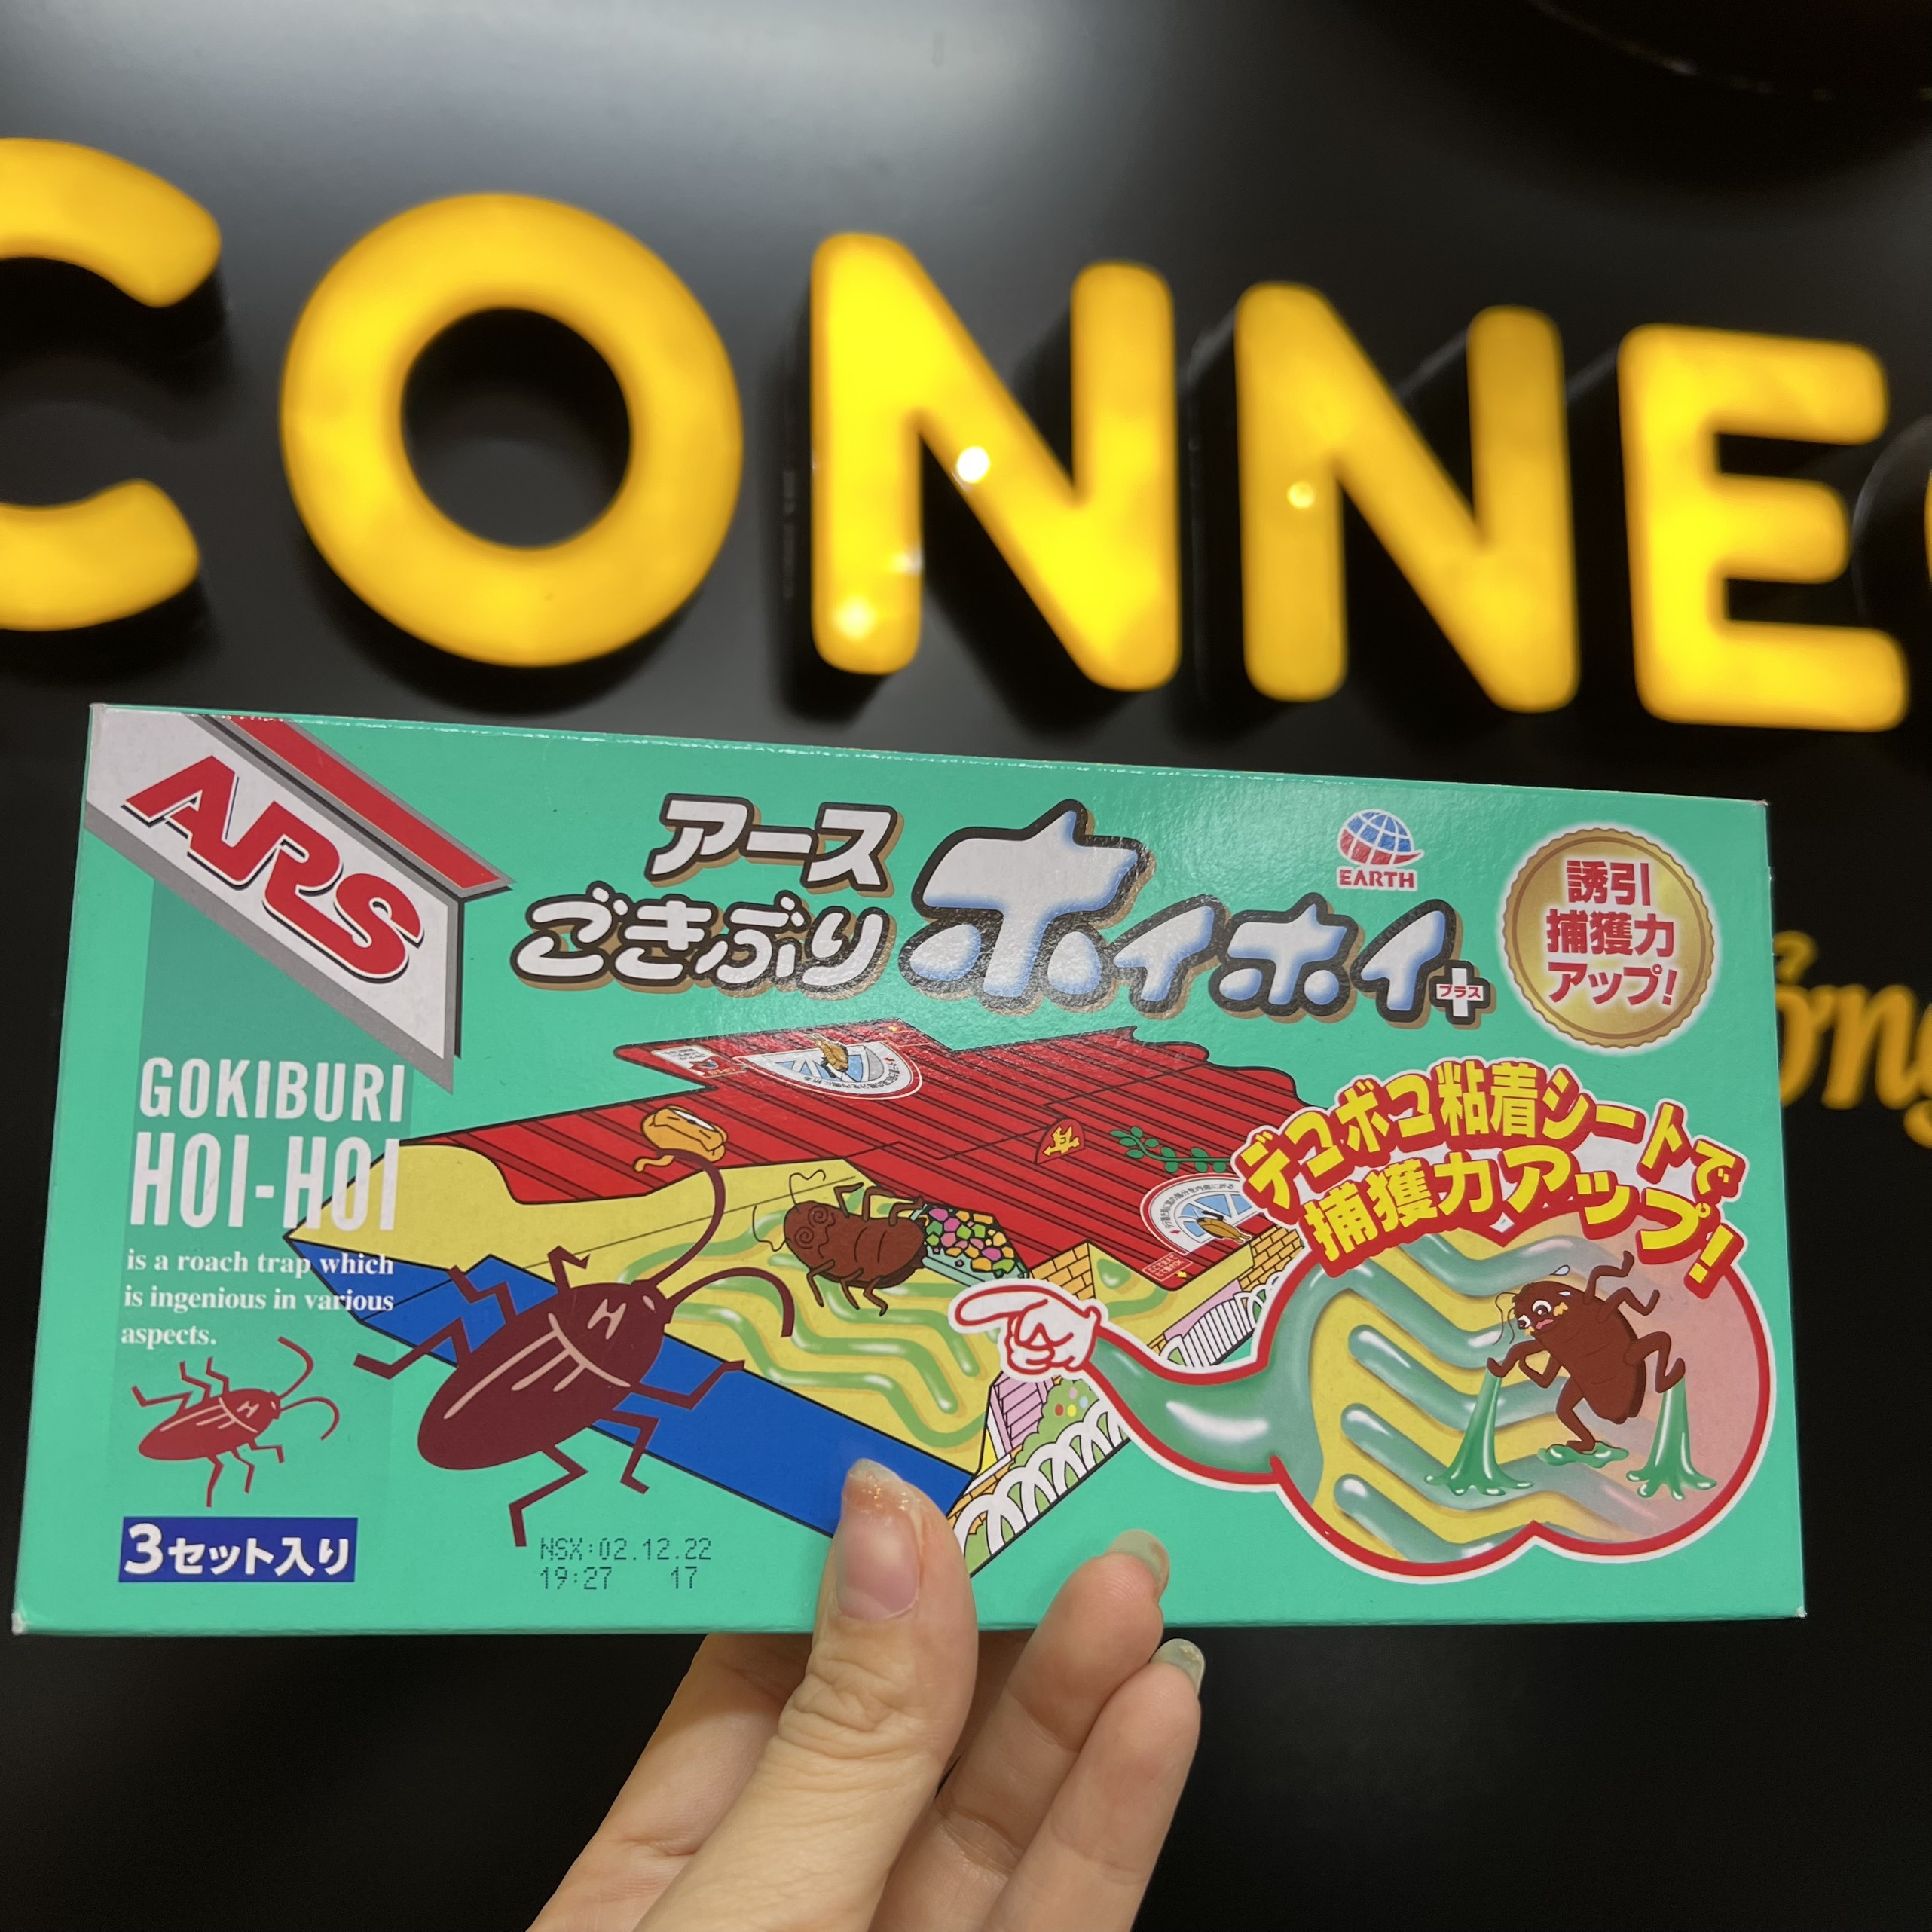 CONNE
ARS
アース
ごきぶりホイホイ+
プラス
EARTH
誘引
捕獲力
アップ!
GOKIBURI
HOI-HOI
is a roach trap which
is ingenious in various
aspects.
デコボコ粘着シートで
捕獲力アップ!
3セット入り
NSX:02.12.22
19:27 17